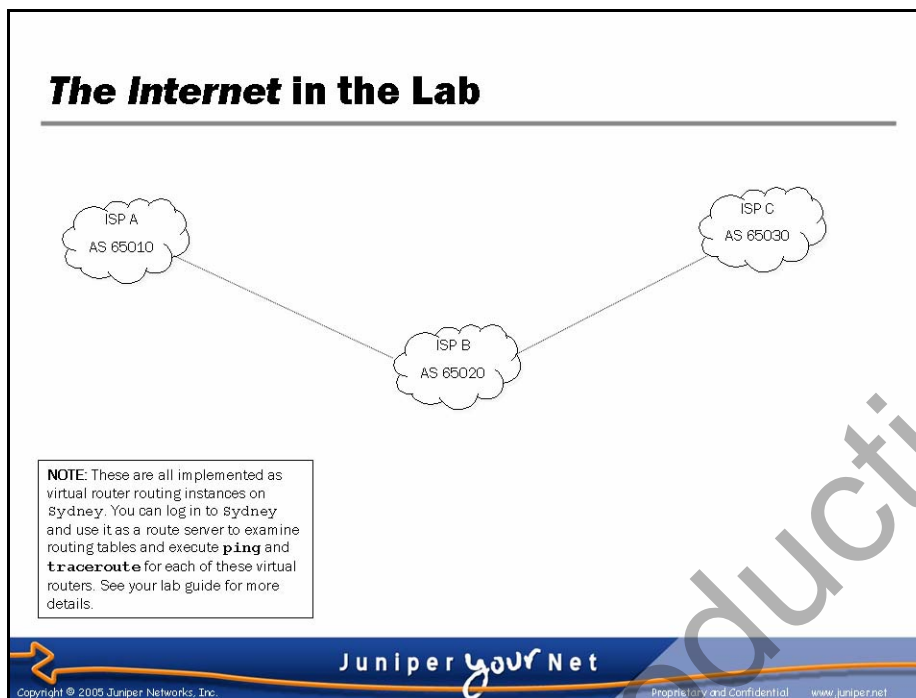 The Internet in the Lab
ISP A
AS 65010
ISP C
AS 65030
ISP B
AS 65020
NOTE: These are all implemented as
virtual router routing instances on
Sydney. You can log in to Sydney
and use it as a route server to examine
routing tables and execute ping and
traceroute for each of these virtual
routers. See your lab guide for more
details.
Juniper your Net
Copyright © 2005 Juniper Networks, Inc.
Proprietary and Confidential
www.juniper.net